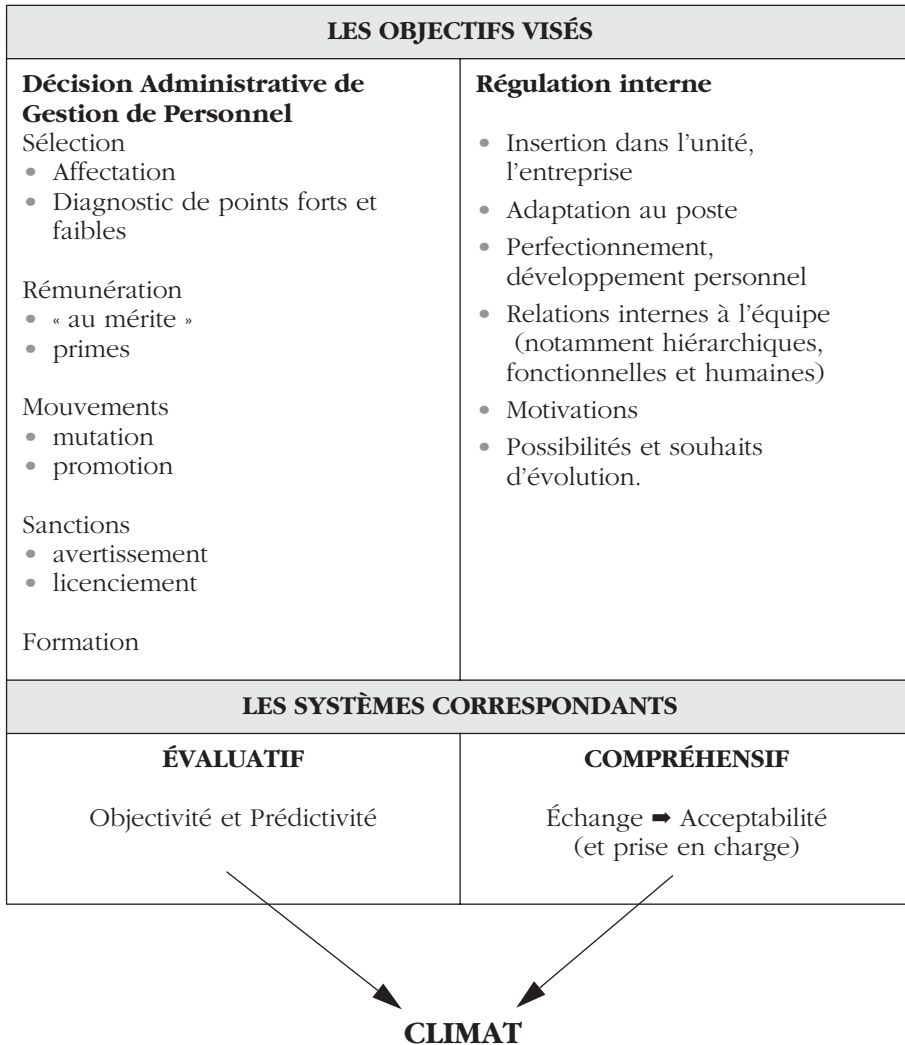 LES OBJECTIFS VISÉS
Décision Administrative de
Gestion de Personnel
Sélection
• Affectation
• Diagnostic de points forts et
faibles
Rémunération
• « au mérite »
• primes
Mouvements
• mutation
• promotion
Sanctions
• avertissement
• licenciement
Formation
Régulation interne
• Insertion dans l’unité,
l’entreprise
• Adaptation au poste
• Perfectionnement,
développement personnel
• Relations internes à l’équipe
(notamment hiérarchiques,
fonctionnelles et humaines)
• Motivations
• Possibilités et souhaits
d’évolution.
LES SYSTÈMES CORRESPONDANTS
ÉVALUATIF
Objectivité et Prédictivité
COMPRÉHENSIF
Échange ➡ Acceptabilité
(et prise en charge)
CLIMAT